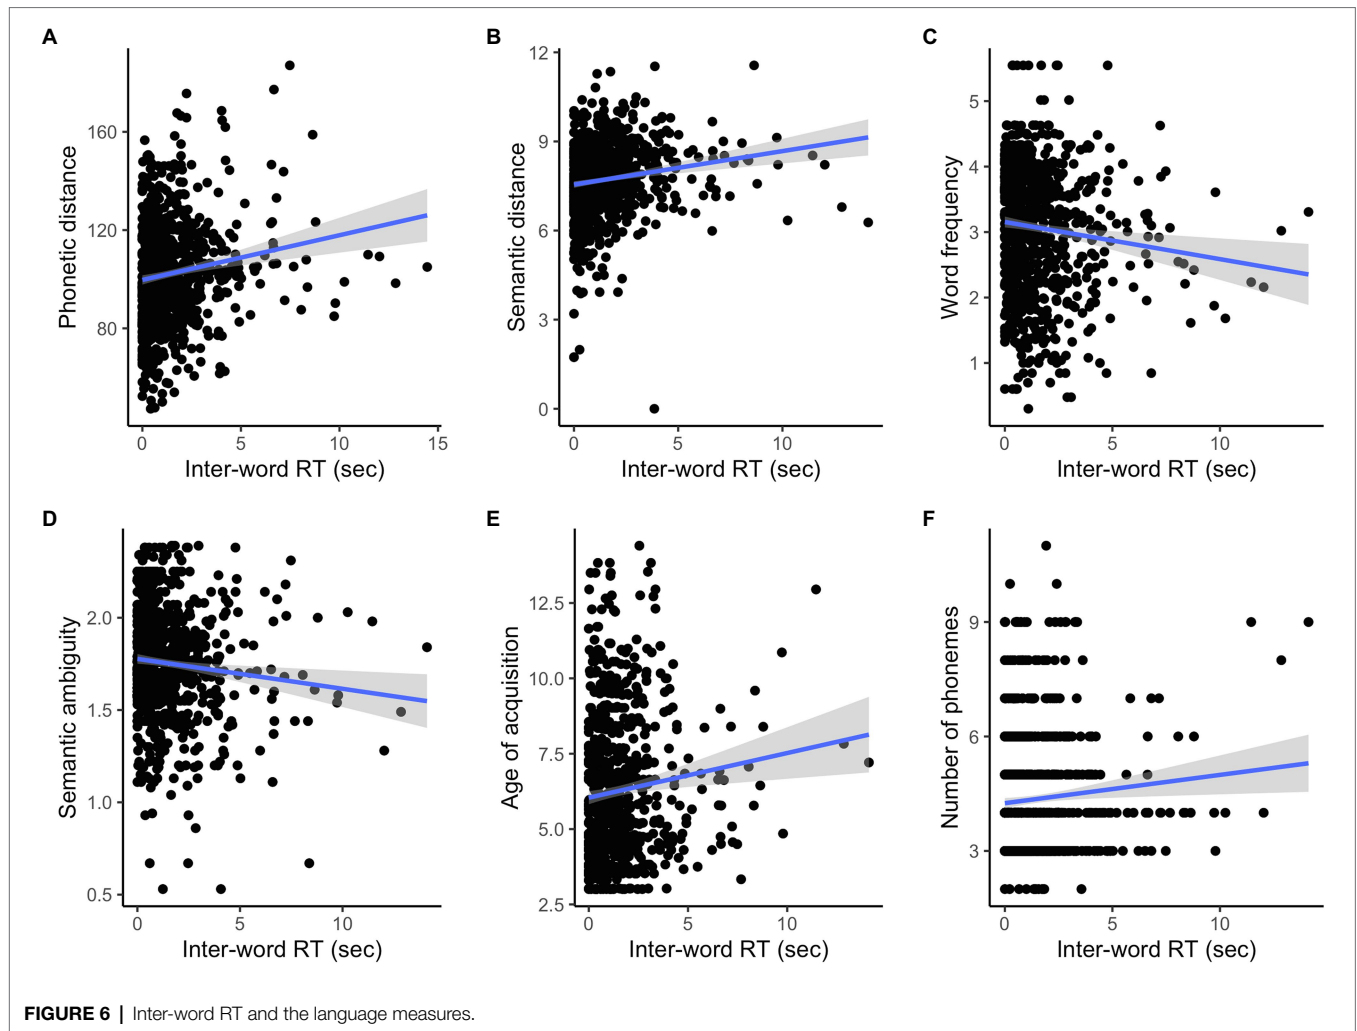 A
B
C
160
120
80
Phonetic distance
0 5 10 15
Inter-word RT (sec)
12
9
6
3
0
Semantic distance
0 5 10
Inter-word RT (sec)
5
4
3
2
1
Word frequency
0 5 10
Inter-word RT (sec)
D
E
F
2.0
1.5
1.0
0.5
Semantic ambiguity
0 5 10
Inter-word RT (sec)
12.5
10.0
7.5
5.0
2.5
Age of acquisition
0 5 10
Inter-word RT (sec)
9
6
3
Number of phonemes
0 5 10
Inter-word RT (sec)
FIGURE 6 | Inter-word RT and the language measures.